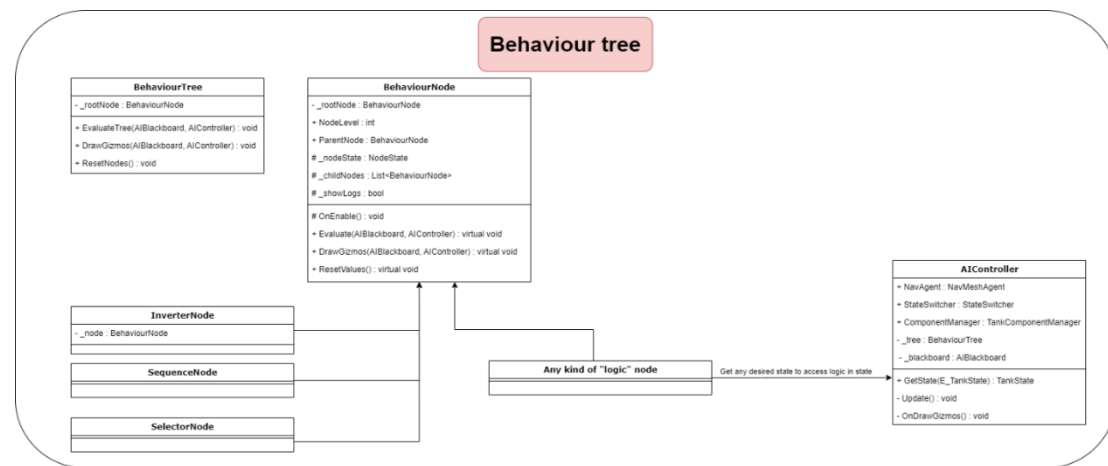 Behaviour tree
BehaviourTree
- _rootNode : BehaviourNode
+ EvaluateTree(AIBlackboard, AIController) : void
+ DrawGizmos(AIBlackboard, AIController) : void
+ ResetNodes() : void
BehaviourNode
- _rootNode : BehaviourNode
+ NodeLevel : int
+ ParentNode : BehaviourNode
# _nodeState : NodeState
# _childNodes : List<BehaviourNode>
# _showLogs : bool
# OnEnable() : void
+ Evaluate(AIBlackboard, AIController) : virtual void
+ DrawGizmos(AIBlackboard, AIController) : virtual void
+ ResetValues() : virtual void
InverterNode
- _node : BehaviourNode
SequenceNode
SelectorNode
Any kind of "logic" node
Get any desired state to access logic in state
AIController
+ NavAgent : NavMeshAgent
+ StateSwitcher : StateSwitcher
+ ComponentManager : TankComponentManager
- _tree : BehaviourTree
- _blackboard : AIBlackboard
+ GetState(E_TankState) : TankState
- Update() : void
- OnDrawGizmos() : void